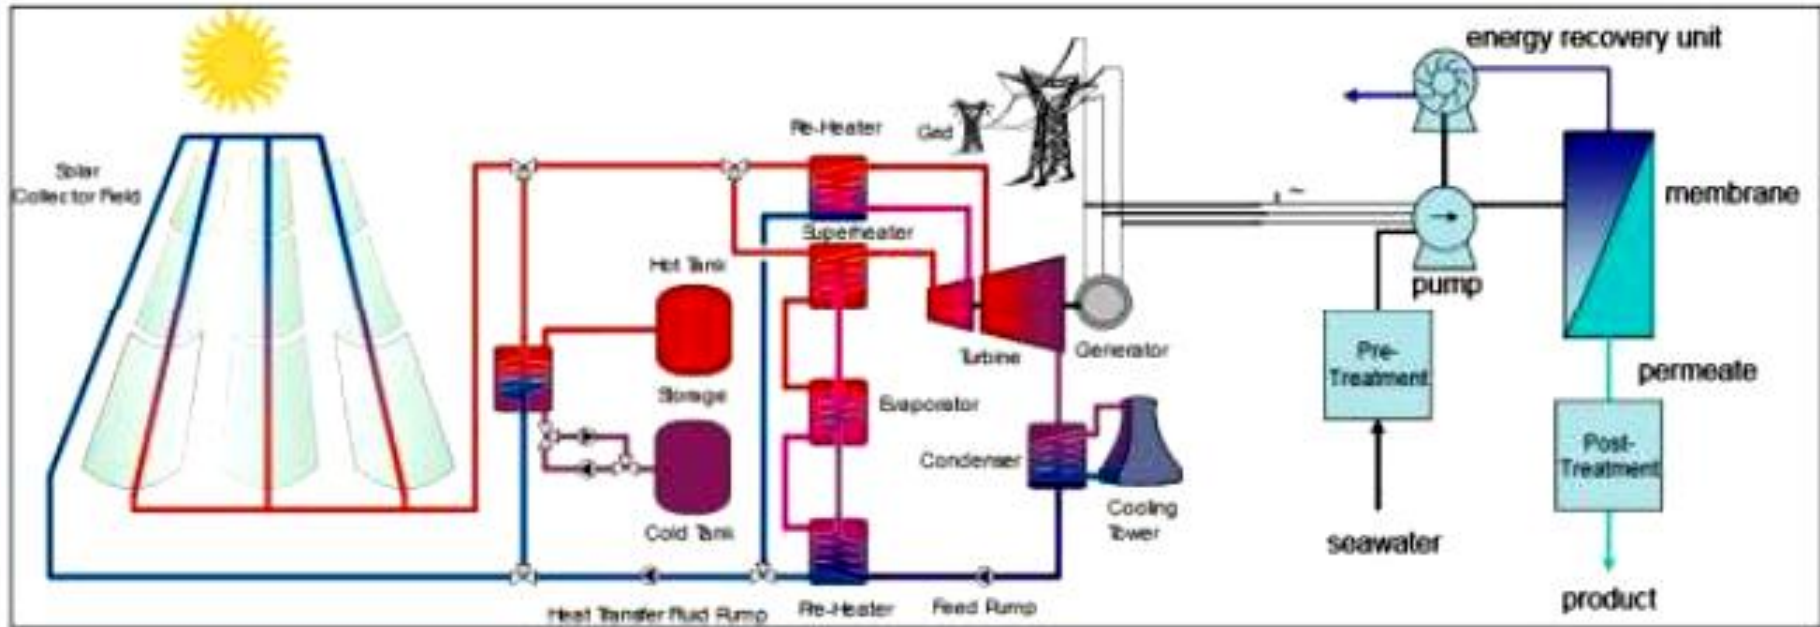 energy recovery unit
Re-Heater
Grid
Solar
Collector Field
membrane
Superheater
Hot Tank
pump
Turbine
Generator
Pre-
Treatment
permeate
Storage
Evaporator
Condenser
Post-
Treatment
Cooling
Tower
Cold Tank
seawater
Heat Transfer Fluid Pump
Pre-Heater
Feed Pump
product